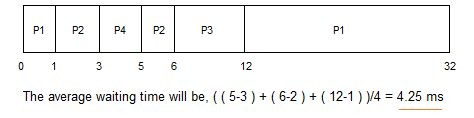 P1 P2 P4 P2 P3 P1
0 1 3 5 6 12 32
The average waiting time will be, ( ( 5-3 ) + ( 6-2 ) + ( 12-1 ) )/4 = 4.25 ms